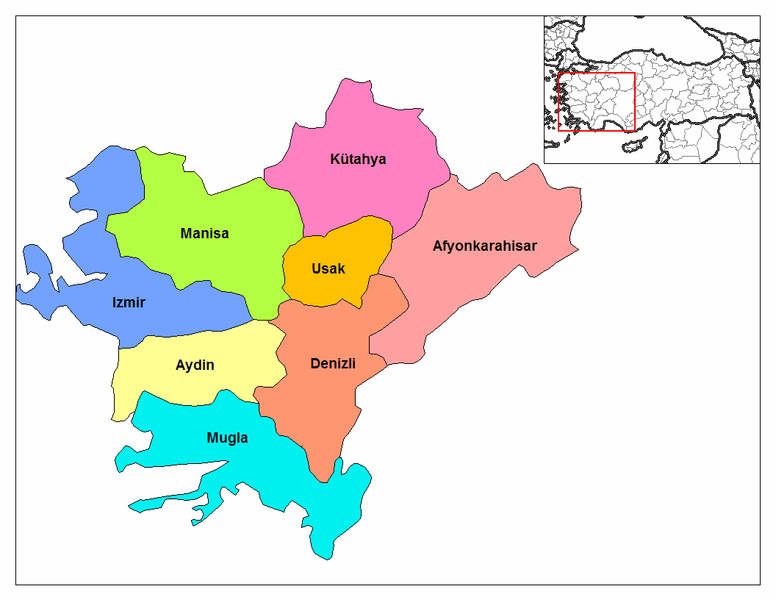 Kütahya
Manisa
Afyonkarahisar
Usak
Izmir
Aydin
Denizli
Mugla